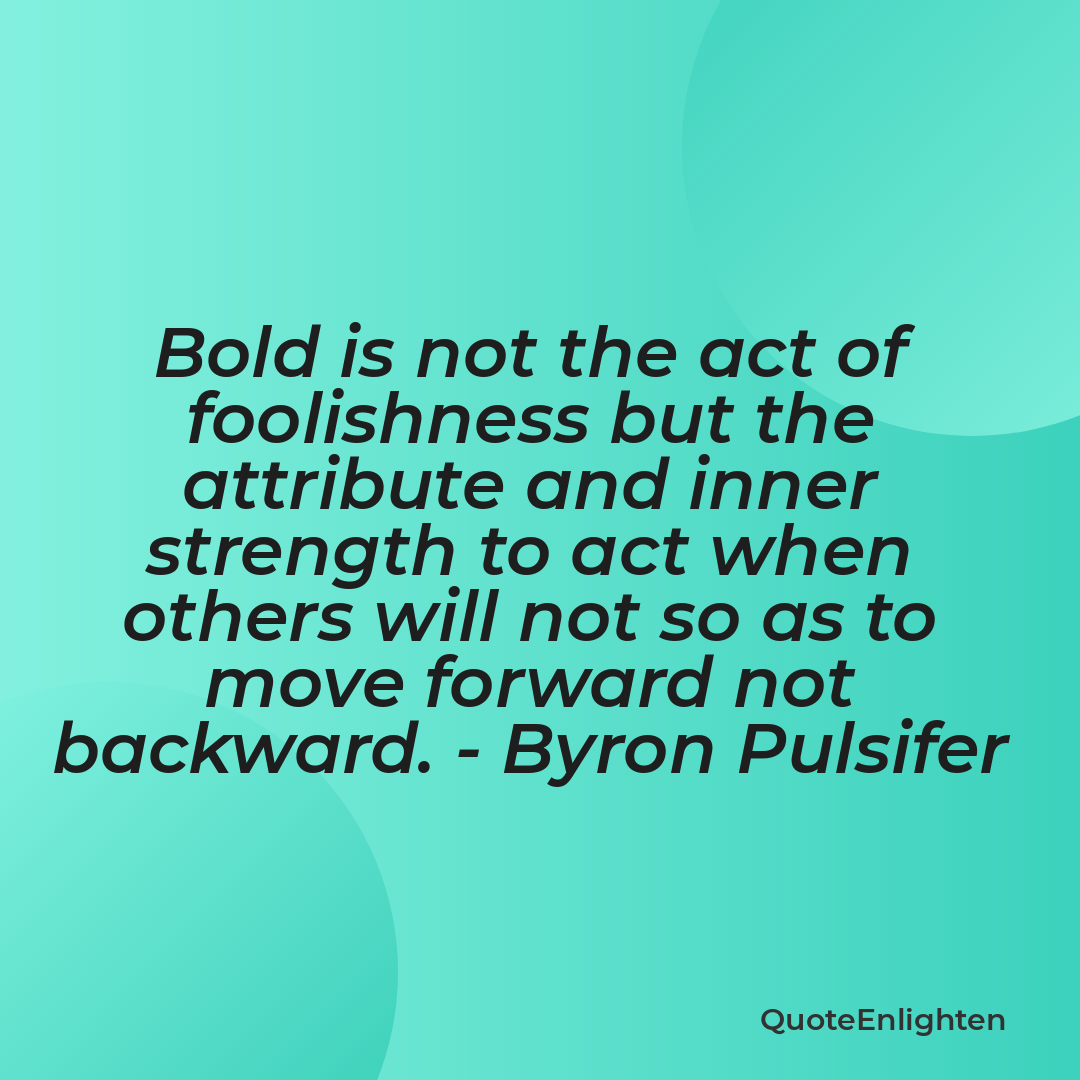 Bold is not the act of
foolishness but the
attribute and inner
strength to act when
others will not so as to
move forward not
backward. - Byron Pulsifer
QuoteEnlighten